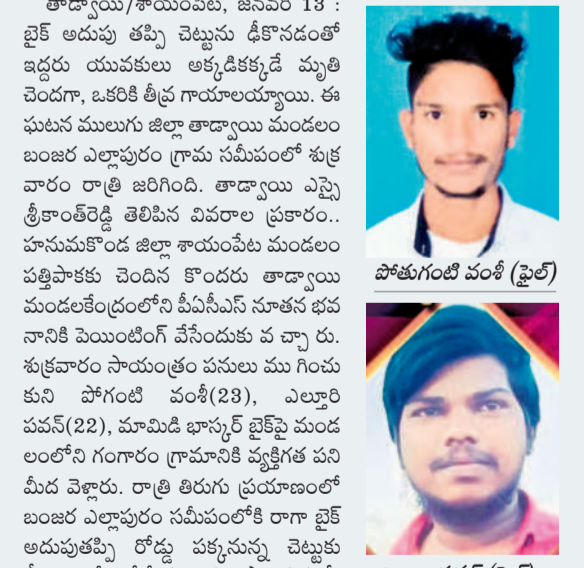 తాడ్వాయి/శాయంపేట, జనవరి 13 :
బైక్ అదుపు తప్పి చెట్టును ఢీకొనడంతో
ఇద్దరు యువకులు అక్కడికక్కడే మృతి
చెందగా, ఒకరికి తీవ్ర గాయాలయ్యాయి. ఈ
ఘటన ములుగు జిల్లా తాడ్వాయి మండలం
బంజర ఎల్లాపురం గ్రామ సమీపంలో శుక్ర
వారం రాత్రి జరిగింది. తాడ్వాయి ఎస్సై
శ్రీకాంత్‌రెడ్డి తెలిపిన వివరాల ప్రకారం..
హనుమకొండ జిల్లా శాయంపేట మండలం
పత్తిపాకకు చెందిన కొందరు తాడ్వాయి
మండలకేంద్రంలోని పీఏసీఎస్ నూతన భవ
నానికి పెయింటింగ్ వేసేందుకు వ చ్చా రు.
శుక్రవారం సాయంత్రం పనులు ము గించు
కుని పోగంటి వంశీ(23), ఎల్తూరి
పవన్(22), మామిడి భాస్కర్ బైక్‌పై మండ
లంలోని గంగారం గ్రామానికి వ్యక్తిగత పని
మీద వెళ్లారు. రాత్రి తిరుగు ప్రయాణంలో
బంజర ఎల్లాపురం సమీపంలోకి రాగా బైక్
అదుపుతప్పి రోడ్డు పక్కనున్న చెట్టుకు
పోతుగంటి వంశీ (ఫైల్)